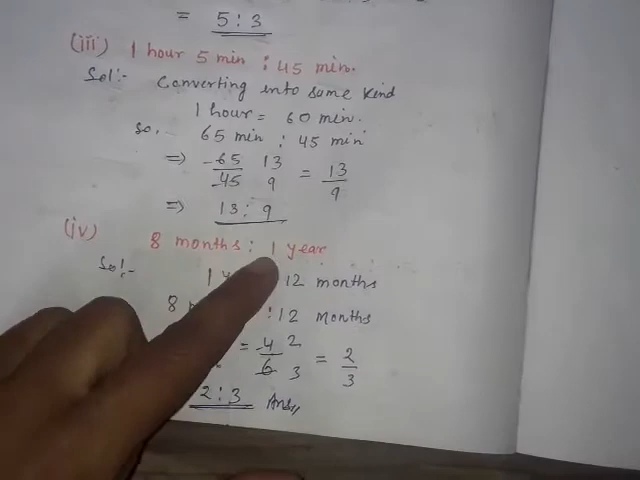 = 5 : 3
(iii) 1 hour 5 min : 45 min.
Sol:- Converting into same kind
1 hour = 60 min.
so, 65 min : 45 min
=> 65/45 13/9 = 13/9
=> 13 : 9
(iv) 8 months : 1 year
Sol:- 1 12 months
8 : 12 months
= 4/6 2/3 = 2/3
2 : 3 Ans